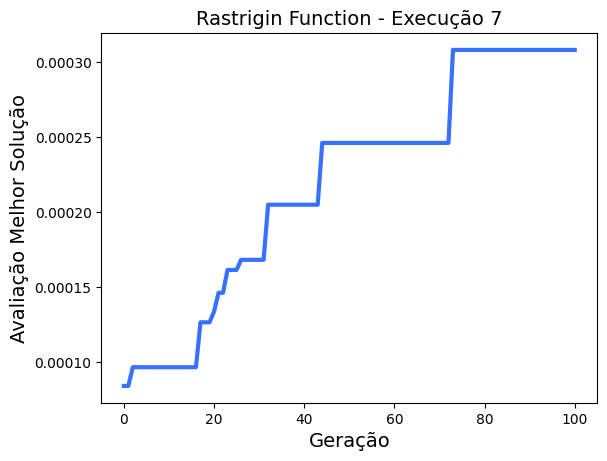 Rastrigin Function - Execução 7
Avaliação Melhor Solução
0.00030
0.00025
0.00020
0.00015
0.00010
0 20 40 60 80 100
Geração